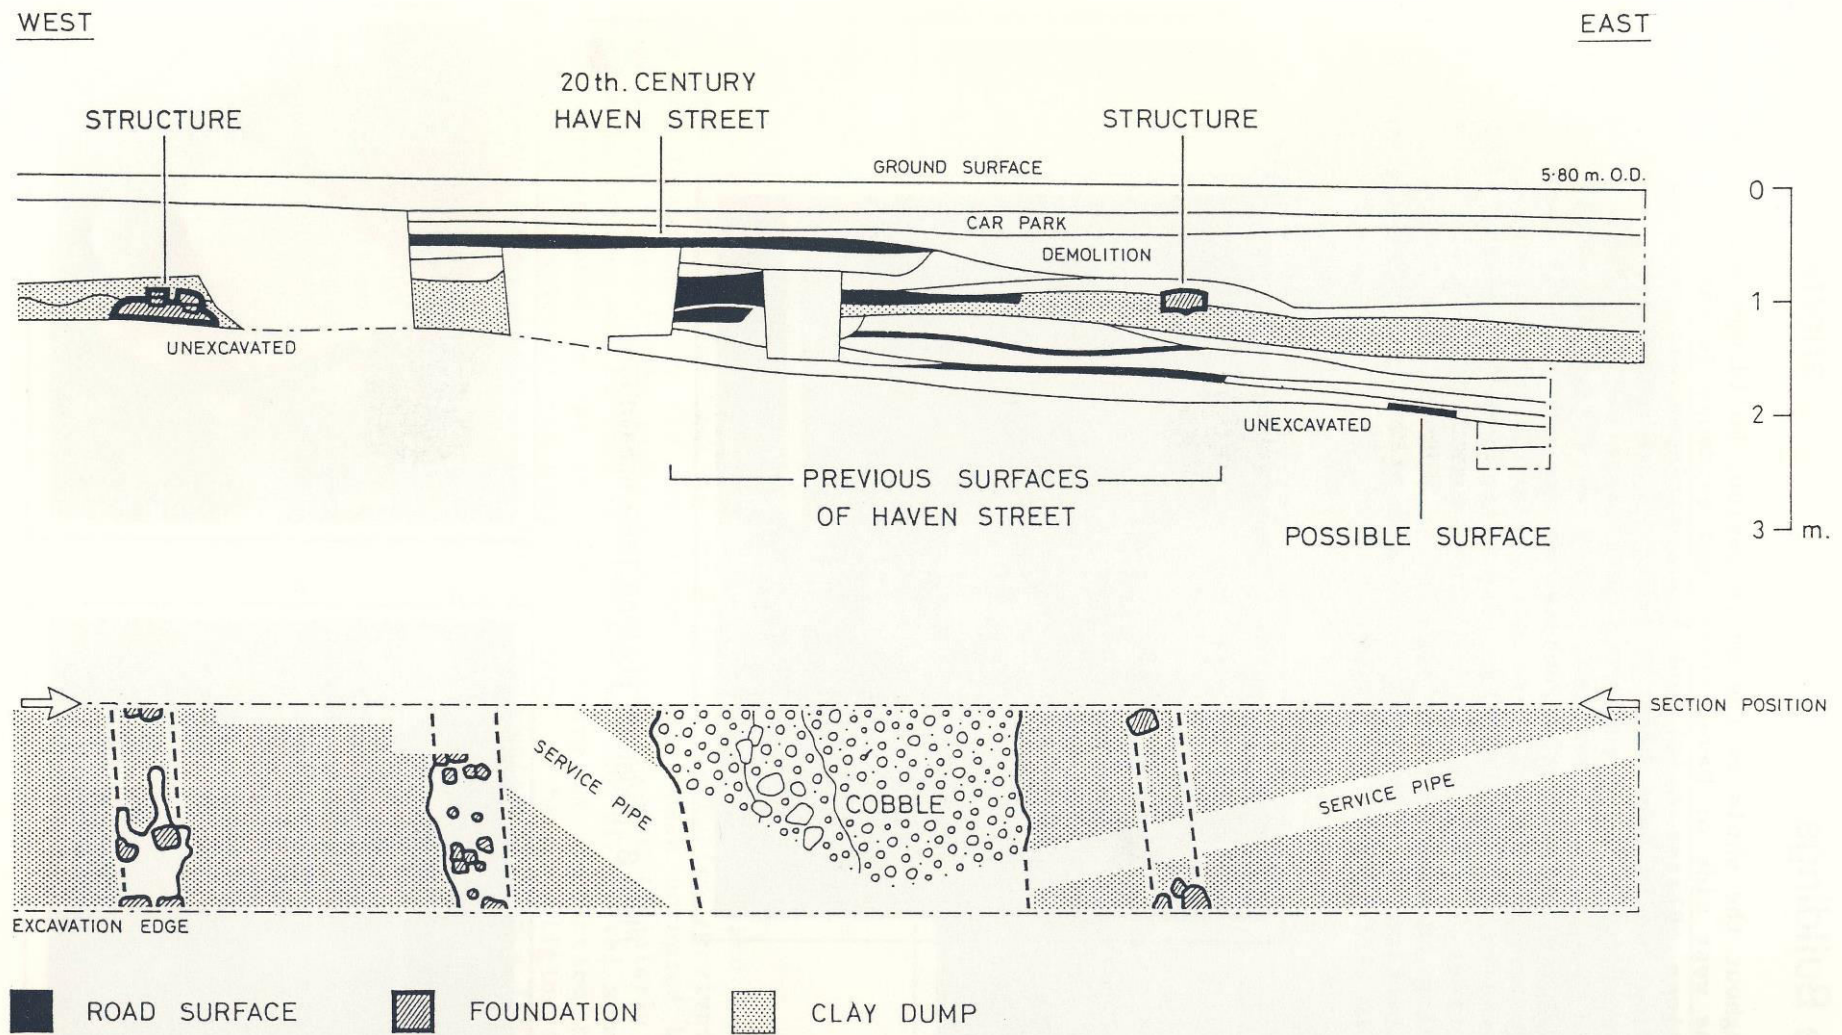 WEST
EAST
20th. CENTURY
HAVEN STREET
STRUCTURE
STRUCTURE
GROUND SURFACE
5·80 m. O.D.
0
CAR PARK
DEMOLITION
1
UNEXCAVATED
2
UNEXCAVATED
PREVIOUS SURFACES
OF HAVEN STREET
POSSIBLE SURFACE
3 m.
SECTION POSITION
SERVICE PIPE
COBBLE
SERVICE PIPE
EXCAVATION EDGE
ROAD SURFACE
FOUNDATION
CLAY DUMP